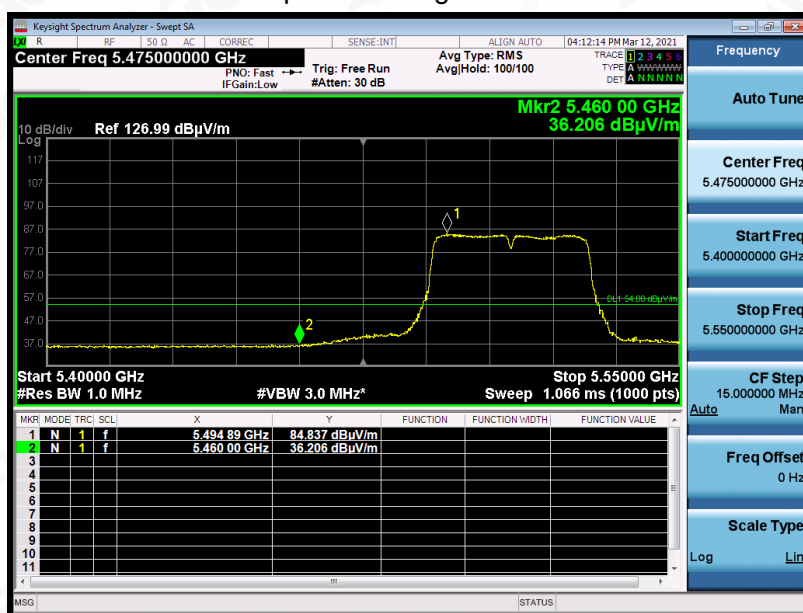 Keysight Spectrum Analyzer - Swept SA
LXI R RF 50 Ω AC CORREC SENSE:INT ALIGN AUTO 04:12:14 PM Mar 12, 2021
Center Freq 5.475000000 GHz
PNO: Fast
IFGain:Low
Trig: Free Run
#Atten: 30 dB
Avg Type: RMS
Avg|Hold: 100/100
TRACE 1 2 3 4 5 6
TYPE A WWWWW
DET A N N N N N
Mkr2 5.460 00 GHz
36.206 dBµV/m
10 dB/div Ref 126.99 dBµV/m
Log
117
107
97.0
87.0
77.0
67.0
57.0
47.0
37.0
1
2
DL1 54.00 dBµV/m
Start 5.40000 GHz Stop 5.55000 GHz
#Res BW 1.0 MHz #VBW 3.0 MHz* Sweep 1.066 ms (1000 pts)
MKR MODE TRC SCL X Y FUNCTION FUNCTION WIDTH FUNCTION VALUE
1 N 1 f 5.494 89 GHz 84.837 dBµV/m
2 N 1 f 5.460 00 GHz 36.206 dBµV/m
3
4
5
6
7
8
9
10
11
MSG STATUS
Frequency
Auto Tune
Center Freq
5.475000000 GHz
Start Freq
5.400000000 GHz
Stop Freq
5.550000000 GHz
CF Step
15.000000 MHz
Auto Man
Freq Offset
0 Hz
Scale Type
Log Lin